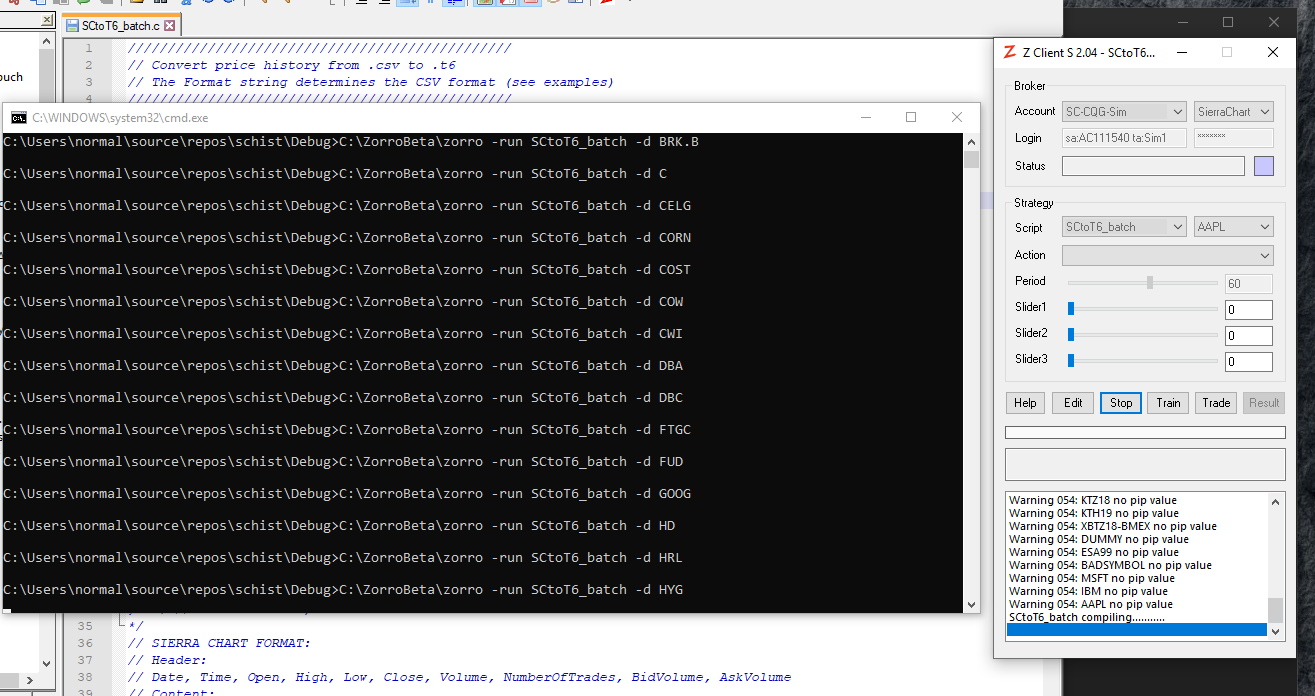 SCtoT6_batch.c
ouch
1 ////////////////////////////////////////////////
2 // Convert price history from .csv to .t6
3 // The Format string determines the CSV format (see examples)
4 ////////////////////////////////////////////////
C:\WINDOWS\system32\cmd.exe
C:\Users\normal\source\repos\schist\Debug>C:\ZorroBeta\zorro -run SCtoT6_batch -d BRK.B
C:\Users\normal\source\repos\schist\Debug>C:\ZorroBeta\zorro -run SCtoT6_batch -d C
C:\Users\normal\source\repos\schist\Debug>C:\ZorroBeta\zorro -run SCtoT6_batch -d CELG
C:\Users\normal\source\repos\schist\Debug>C:\ZorroBeta\zorro -run SCtoT6_batch -d CORN
C:\Users\normal\source\repos\schist\Debug>C:\ZorroBeta\zorro -run SCtoT6_batch -d COST
C:\Users\normal\source\repos\schist\Debug>C:\ZorroBeta\zorro -run SCtoT6_batch -d COW
C:\Users\normal\source\repos\schist\Debug>C:\ZorroBeta\zorro -run SCtoT6_batch -d CWI
C:\Users\normal\source\repos\schist\Debug>C:\ZorroBeta\zorro -run SCtoT6_batch -d DBA
C:\Users\normal\source\repos\schist\Debug>C:\ZorroBeta\zorro -run SCtoT6_batch -d DBC
C:\Users\normal\source\repos\schist\Debug>C:\ZorroBeta\zorro -run SCtoT6_batch -d FTGC
C:\Users\normal\source\repos\schist\Debug>C:\ZorroBeta\zorro -run SCtoT6_batch -d FUD
C:\Users\normal\source\repos\schist\Debug>C:\ZorroBeta\zorro -run SCtoT6_batch -d GOOG
C:\Users\normal\source\repos\schist\Debug>C:\ZorroBeta\zorro -run SCtoT6_batch -d HD
C:\Users\normal\source\repos\schist\Debug>C:\ZorroBeta\zorro -run SCtoT6_batch -d HRL
C:\Users\normal\source\repos\schist\Debug>C:\ZorroBeta\zorro -run SCtoT6_batch -d HYG
35 */
36 // SIERRA CHART FORMAT:
37 // Header:
38 // Date, Time, Open, High, Low, Close, Volume, NumberOfTrades, BidVolume, AskVolume
39 // Content:
Z Client S 2.04 - SCtoT6...
Broker
Account SC-CQG-Sim SierraChart
Login sa:AC111540 ta:Sim1 *******
Status
Strategy
Script SCtoT6_batch AAPL
Action
Period 60
Slider1 0
Slider2 0
Slider3 0
Help Edit Stop Train Trade Result
Warning 054: KTZ18 no pip value
Warning 054: KTH19 no pip value
Warning 054: XBTZ18-BMEX no pip value
Warning 054: DUMMY no pip value
Warning 054: ESA99 no pip value
Warning 054: BADSYMBOL no pip value
Warning 054: MSFT no pip value
Warning 054: IBM no pip value
Warning 054: AAPL no pip value
SCtoT6_batch compiling...........